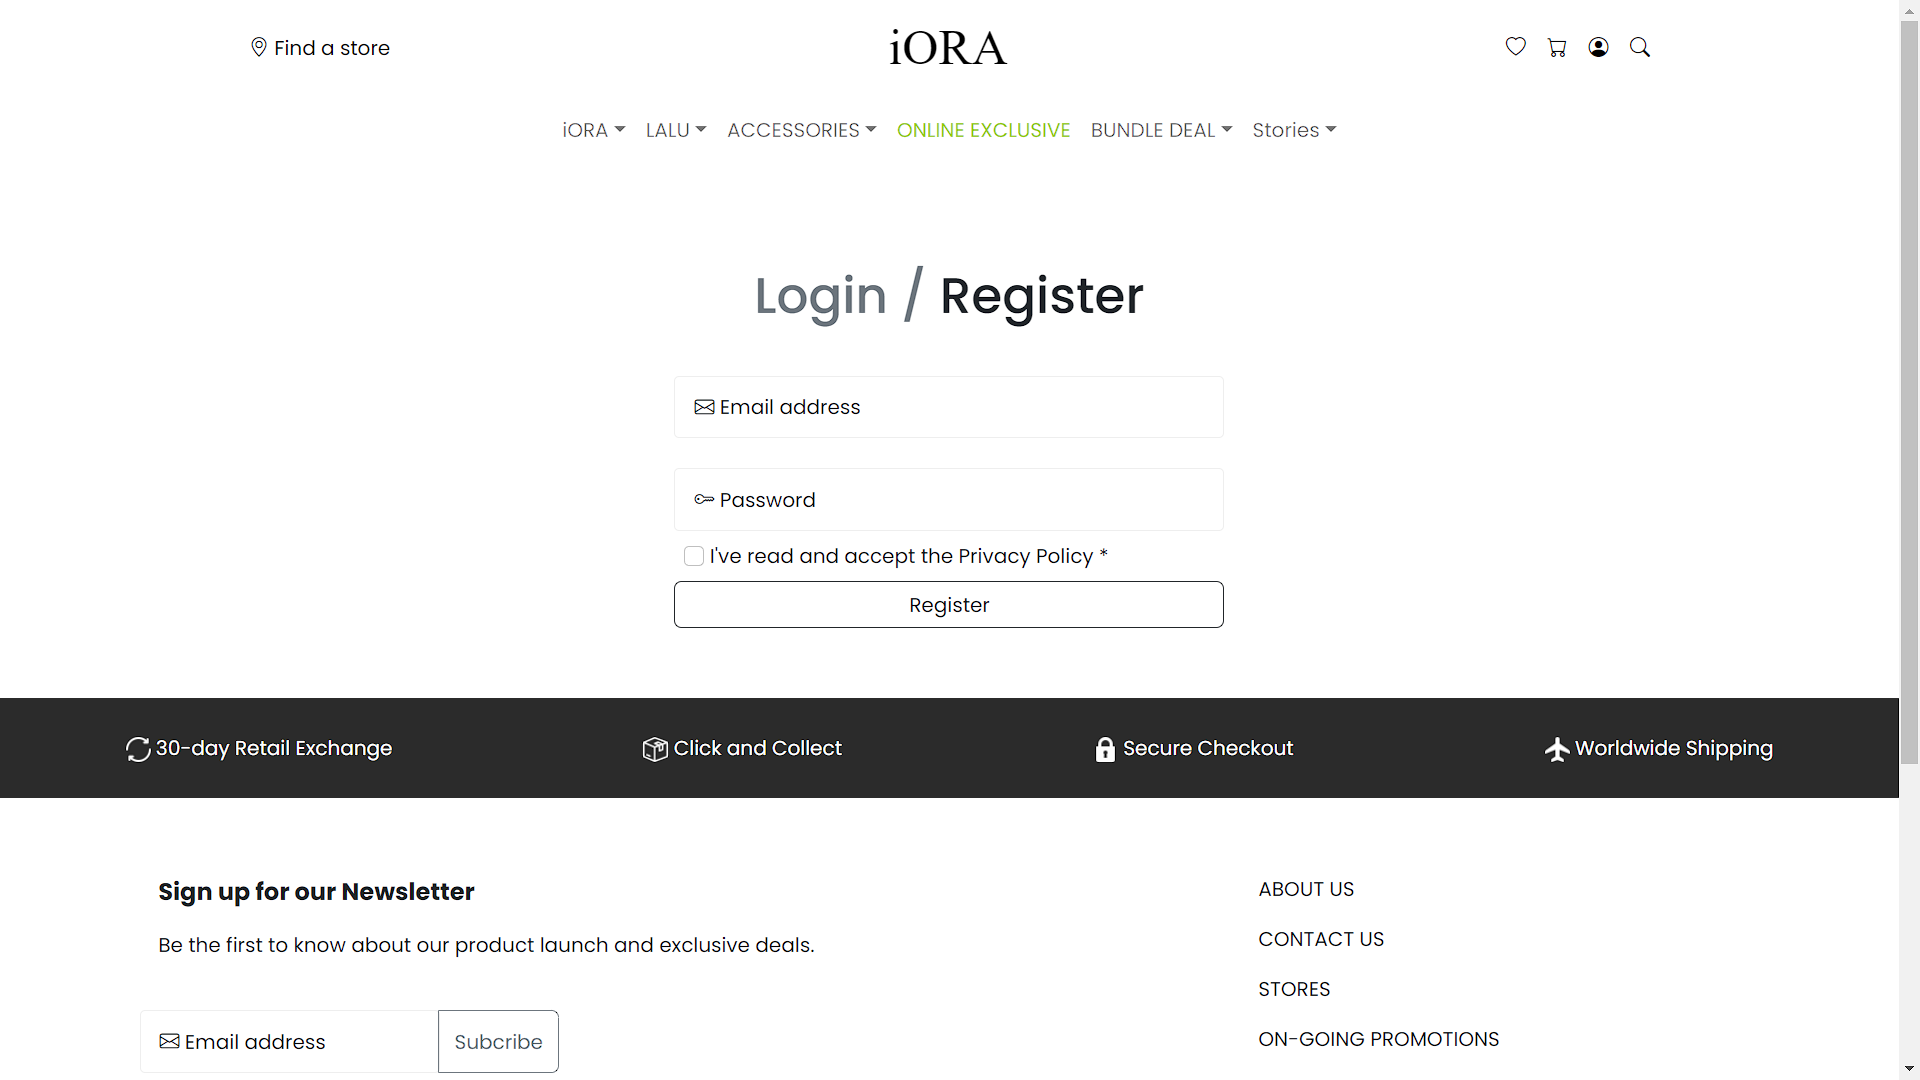 Find a store
iORA
iORA LALU ACCESSORIES ONLINE EXCLUSIVE BUNDLE DEAL Stories
Login / Register
Email address
Password
I've read and accept the Privacy Policy *
Register
30-day Retail Exchange
Click and Collect
Secure Checkout
Worldwide Shipping
Sign up for our Newsletter
Be the first to know about our product launch and exclusive deals.
Email address
Subcribe
ABOUT US
CONTACT US
STORES
ON-GOING PROMOTIONS